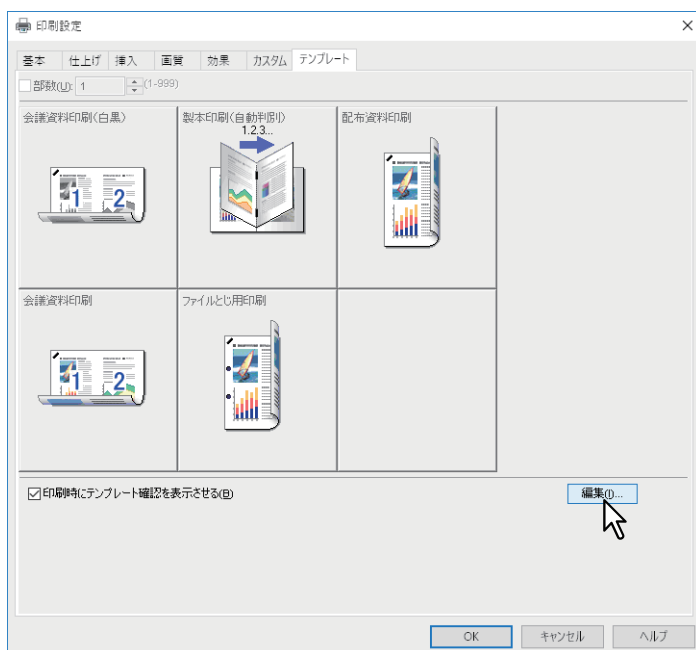 印刷設定
基本 仕上げ 挿入 画質 効果 カスタム テンプレート
部数(U): 1 (1-999)
会議資料印刷(白黒) 製本印刷(自動判別) 配布資料印刷
1.2.3...
1 2
会議資料印刷 ファイルとじ用印刷
1 2
印刷時にテンプレート確認を表示させる(B) 編集(I)...
OK キャンセル ヘルプ